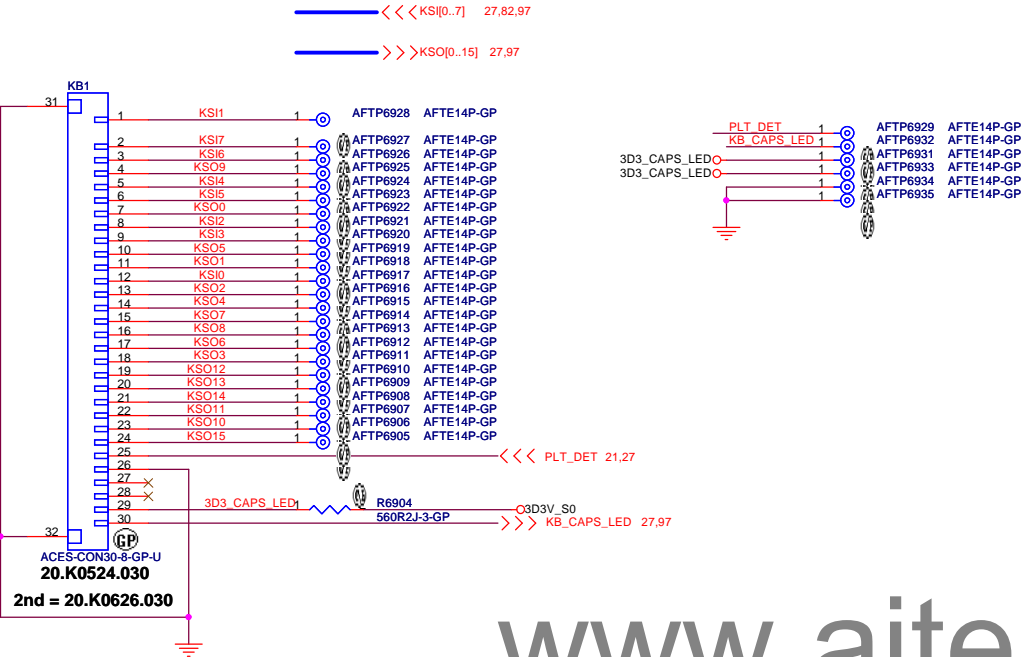 KSI[0..7] 27,82,97
KSO[0..15] 27,97
KB1
31
1 KSI1 1 AFTP6928 AFTE14P-GP
2 KSI7 1 AFTP6927 AFTE14P-GP
3 KSI6 1 AFTP6926 AFTE14P-GP
4 KSO9 1 AFTP6925 AFTE14P-GP
5 KSI4 1 AFTP6924 AFTE14P-GP
6 KSI5 1 AFTP6923 AFTE14P-GP
7 KSO0 1 AFTP6922 AFTE14P-GP
8 KSI2 1 AFTP6921 AFTE14P-GP
9 KSI3 1 AFTP6920 AFTE14P-GP
10 KSO5 1 AFTP6919 AFTE14P-GP
11 KSO1 1 AFTP6918 AFTE14P-GP
12 KSI0 1 AFTP6917 AFTE14P-GP
13 KSO2 1 AFTP6916 AFTE14P-GP
14 KSO4 1 AFTP6915 AFTE14P-GP
15 KSO7 1 AFTP6914 AFTE14P-GP
16 KSO8 1 AFTP6913 AFTE14P-GP
17 KSO6 1 AFTP6912 AFTE14P-GP
18 KSO3 1 AFTP6911 AFTE14P-GP
19 KSO12 1 AFTP6910 AFTE14P-GP
20 KSO13 1 AFTP6909 AFTE14P-GP
21 KSO14 1 AFTP6908 AFTE14P-GP
22 KSO11 1 AFTP6907 AFTE14P-GP
23 KSO10 1 AFTP6906 AFTE14P-GP
24 KSO15 1 AFTP6905 AFTE14P-GP
25 PLT_DET 21,27
26
27
28
29 3D3_CAPS_LED 1 R6904 3D3V_S0
560R2J-3-GP
30 KB_CAPS_LED 27,97
32
GP
ACES-CON30-8-GP-U
20.K0524.030
2nd = 20.K0626.030
PLT_DET 1 AFTP6929 AFTE14P-GP
KB_CAPS_LED 1 AFTP6932 AFTE14P-GP
3D3_CAPS_LED 1 AFTP6931 AFTE14P-GP
3D3_CAPS_LED 1 AFTP6933 AFTE14P-GP
1 AFTP6934 AFTE14P-GP
1 AFTP6935 AFTE14P-GP
www.aite